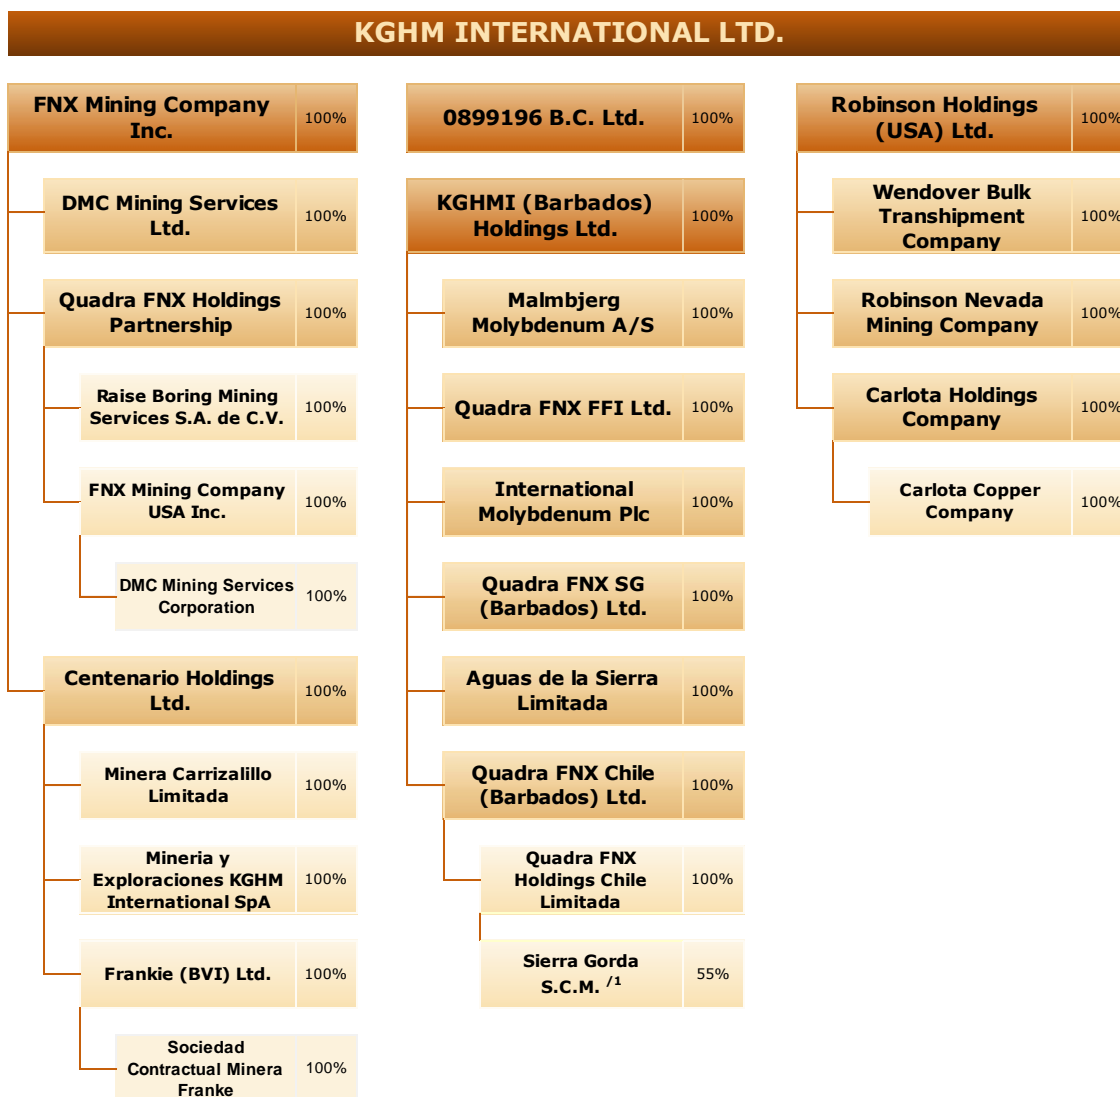 KGHM INTERNATIONAL LTD.
FNX Mining Company
Inc.
100%
DMC Mining Services
Ltd.
100%
Quadra FNX Holdings
Partnership
100%
Raise Boring Mining
Services S.A. de C.V.
100%
FNX Mining Company
USA Inc.
100%
DMC Mining Services
Corporation
100%
Centenario Holdings
Ltd.
100%
Minera Carrizalillo
Limitada
100%
Mineria y
Exploraciones KGHM
International SpA
100%
Frankie (BVI) Ltd.
100%
Sociedad
Contractual Minera
Franke
100%
0899196 B.C. Ltd.
100%
KGHMI (Barbados)
Holdings Ltd.
100%
Malmbjerg
Molybdenum A/S
100%
Quadra FNX FFI Ltd.
100%
International
Molybdenum Plc
100%
Quadra FNX SG
(Barbados) Ltd.
100%
Aguas de la Sierra
Limitada
100%
Quadra FNX Chile
(Barbados) Ltd.
100%
Quadra FNX
Holdings Chile
Limitada
100%
Sierra Gorda
S.C.M. /1
55%
Robinson Holdings
(USA) Ltd.
100%
Wendover Bulk
Transhipment
Company
100%
Robinson Nevada
Mining Company
100%
Carlota Holdings
Company
100%
Carlota Copper
Company
100%